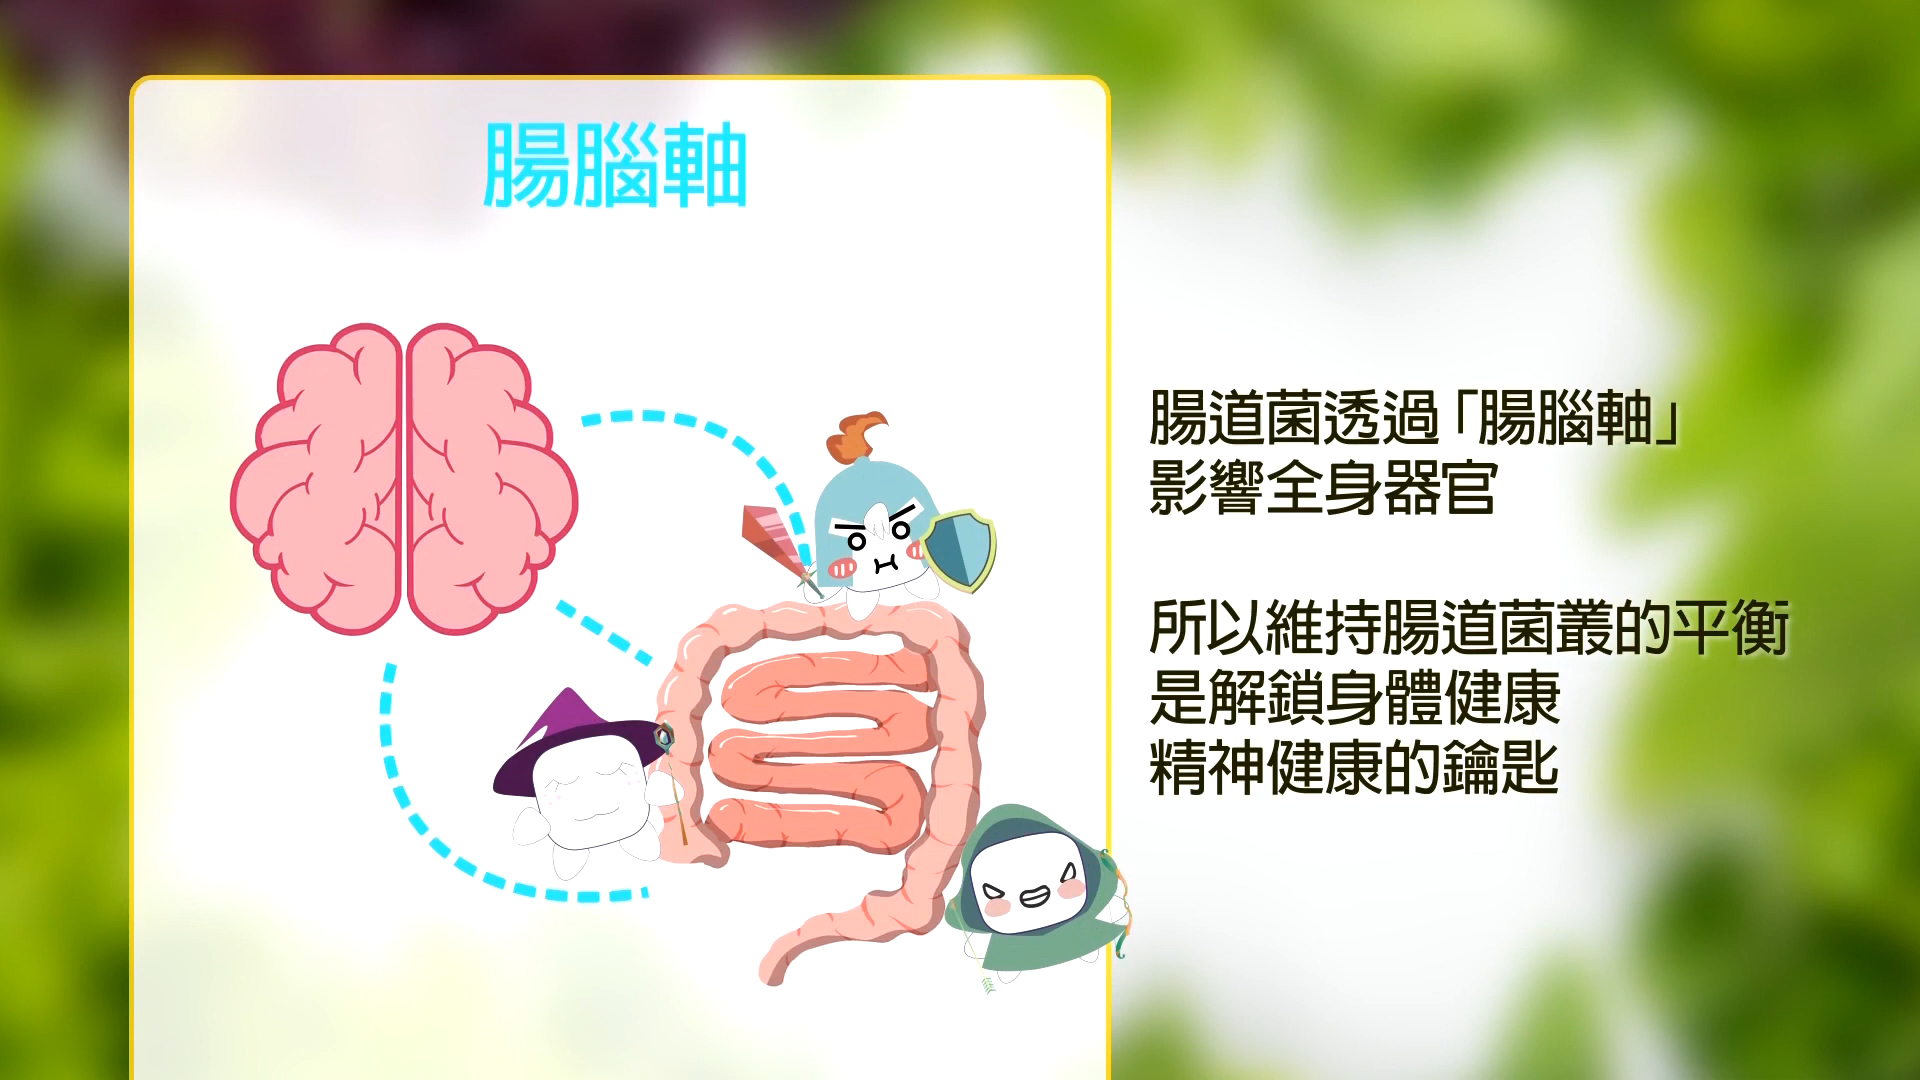 腸腦軸
腸道菌透過「腸腦軸」
影響全身器官
所以維持腸道菌叢的平衡
是解鎖身體健康
精神健康的鑰匙